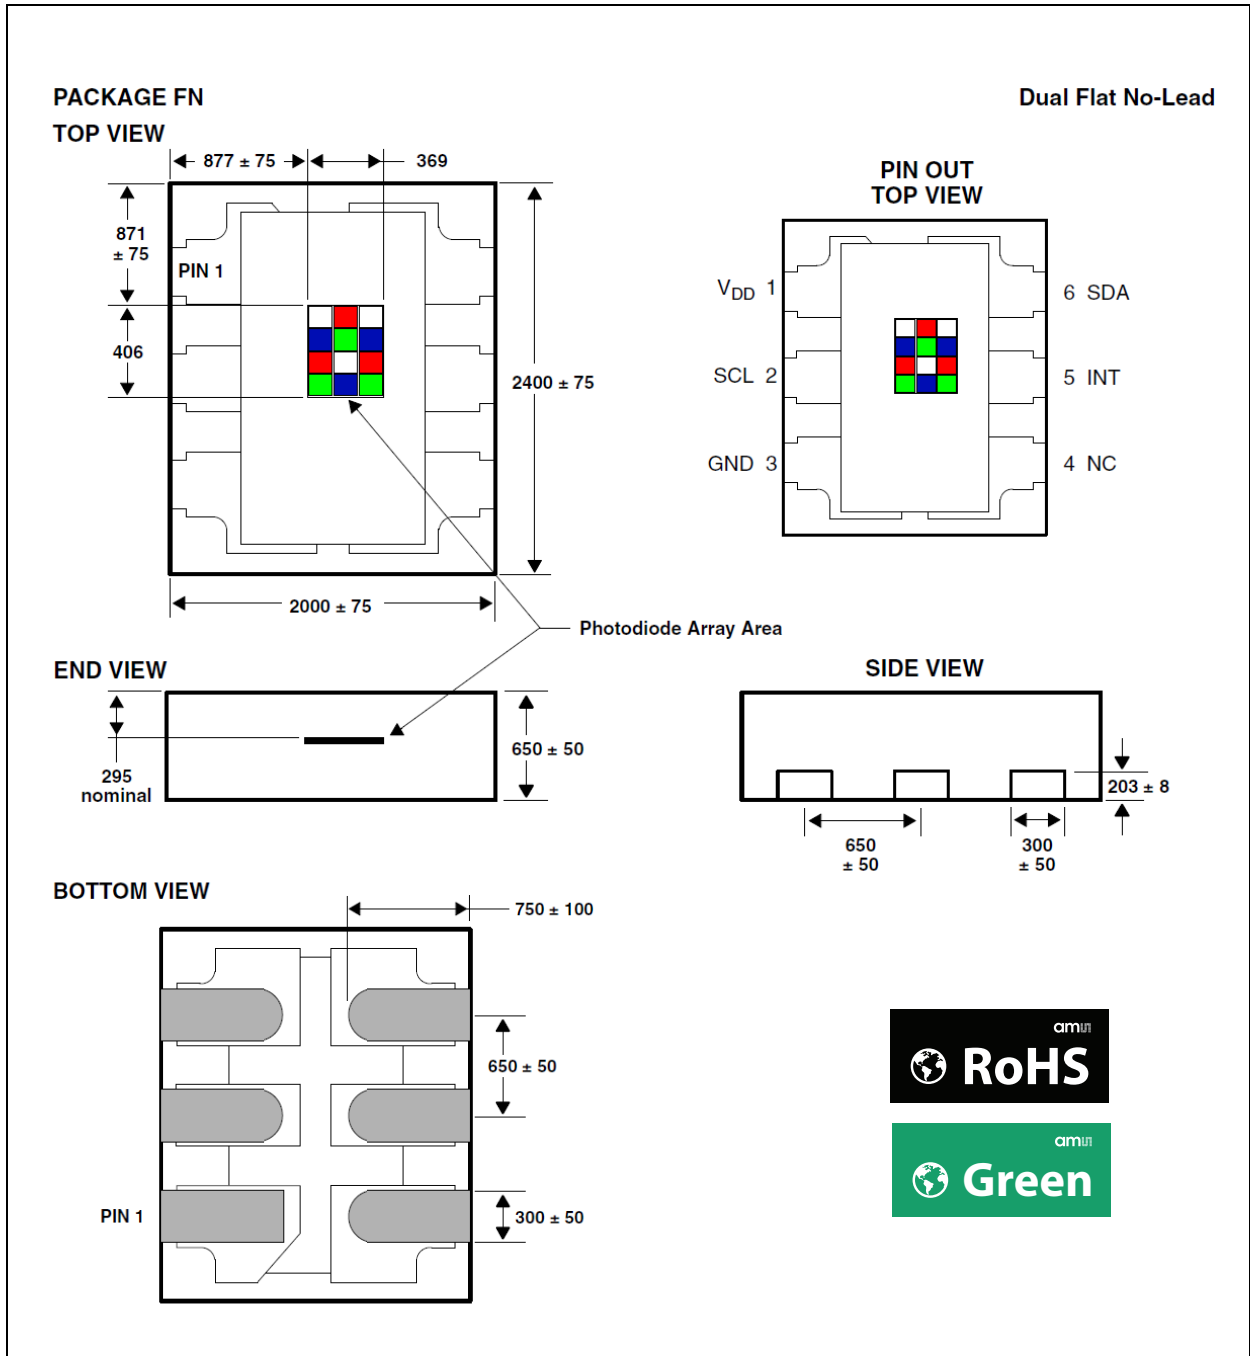 PACKAGE FN
Dual Flat No-Lead
TOP VIEW
877 ± 75
369
PIN OUT
TOP VIEW
871
± 75
PIN 1
406
2400 ± 75
2000 ± 75
VDD 1
6 SDA
SCL 2
5 INT
GND 3
4 NC
Photodiode Array Area
END VIEW
295
nominal
650 ± 50
SIDE VIEW
203 ± 8
650
± 50
300
± 50
BOTTOM VIEW
750 ± 100
650 ± 50
PIN 1
300 ± 50
am
RoHS
am
Green